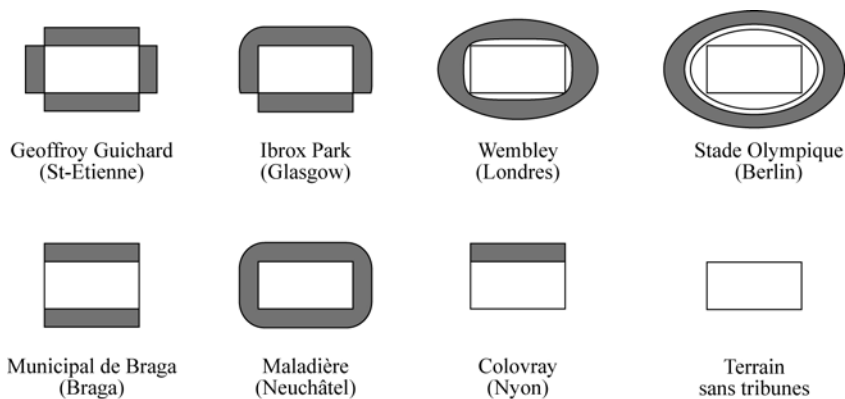 Geoffroy Guichard
(St-Etienne)
Ibrox Park
(Glasgow)
Wembley
(Londres)
Stade Olympique
(Berlin)
Municipal de Braga
(Braga)
Maladière
(Neuchâtel)
Colovray
(Nyon)
Terrain
sans tribunes